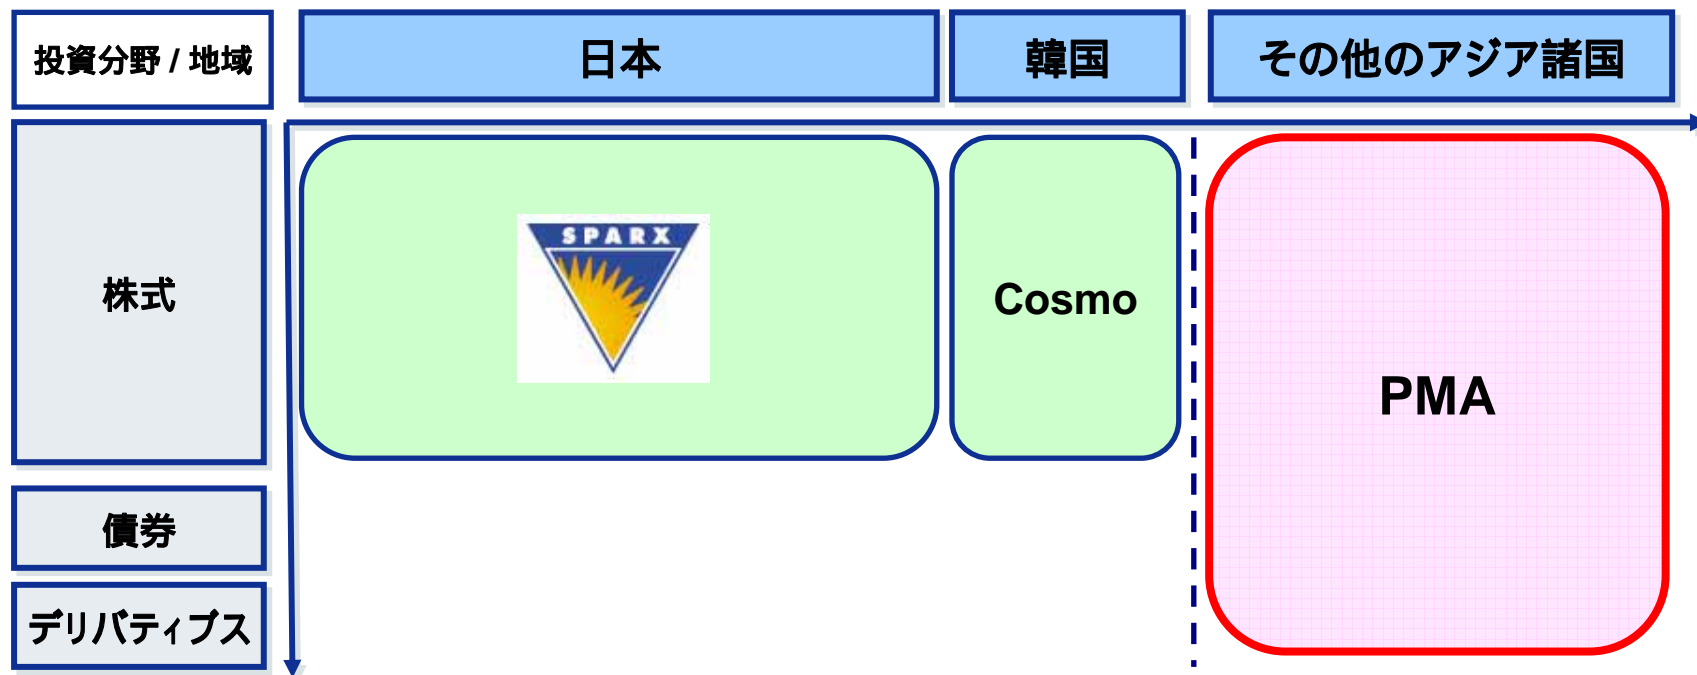 投資分野 / 地域
日本
韓国
その他のアジア諸国
株式
SPARX
Cosmo
PMA
債券
デリバティブス